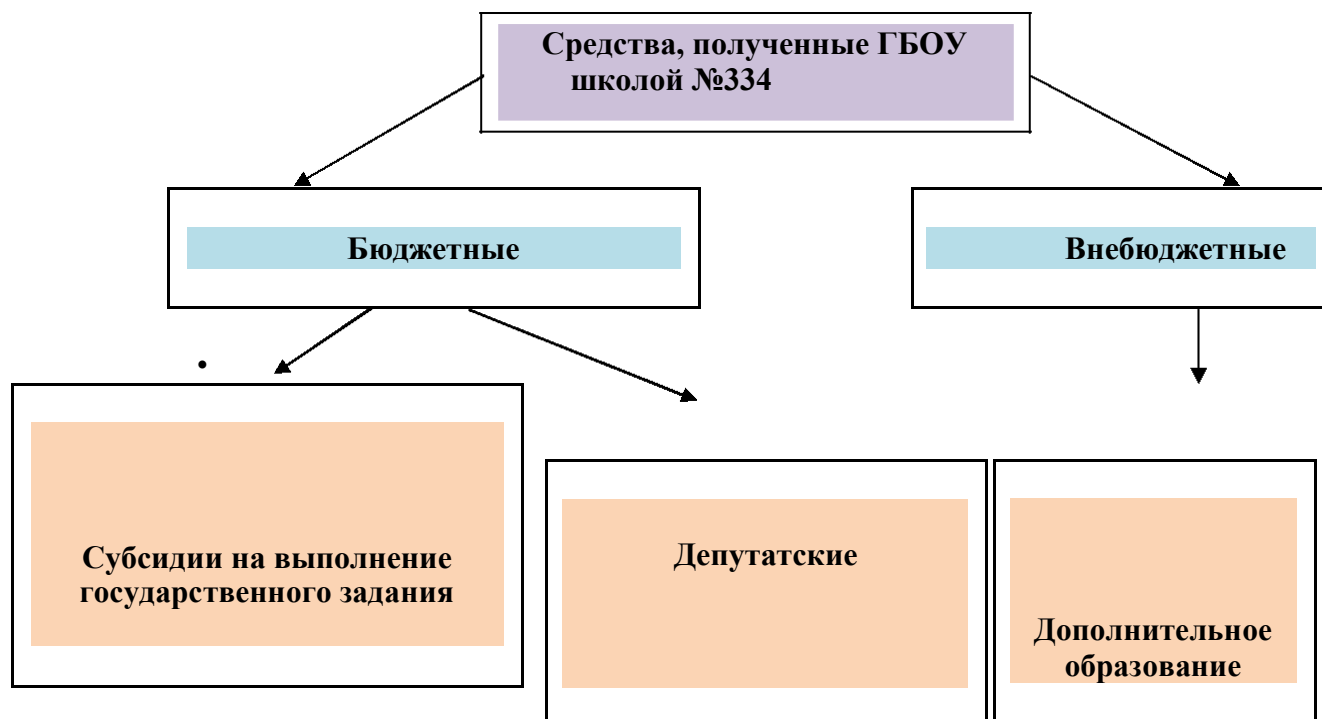 Средства, полученные ГБОУ
школой №334
Бюджетные
Внебюджетные
•
Субсидии на выполнение
государственного задания
Депутатские
Дополнительное
образование